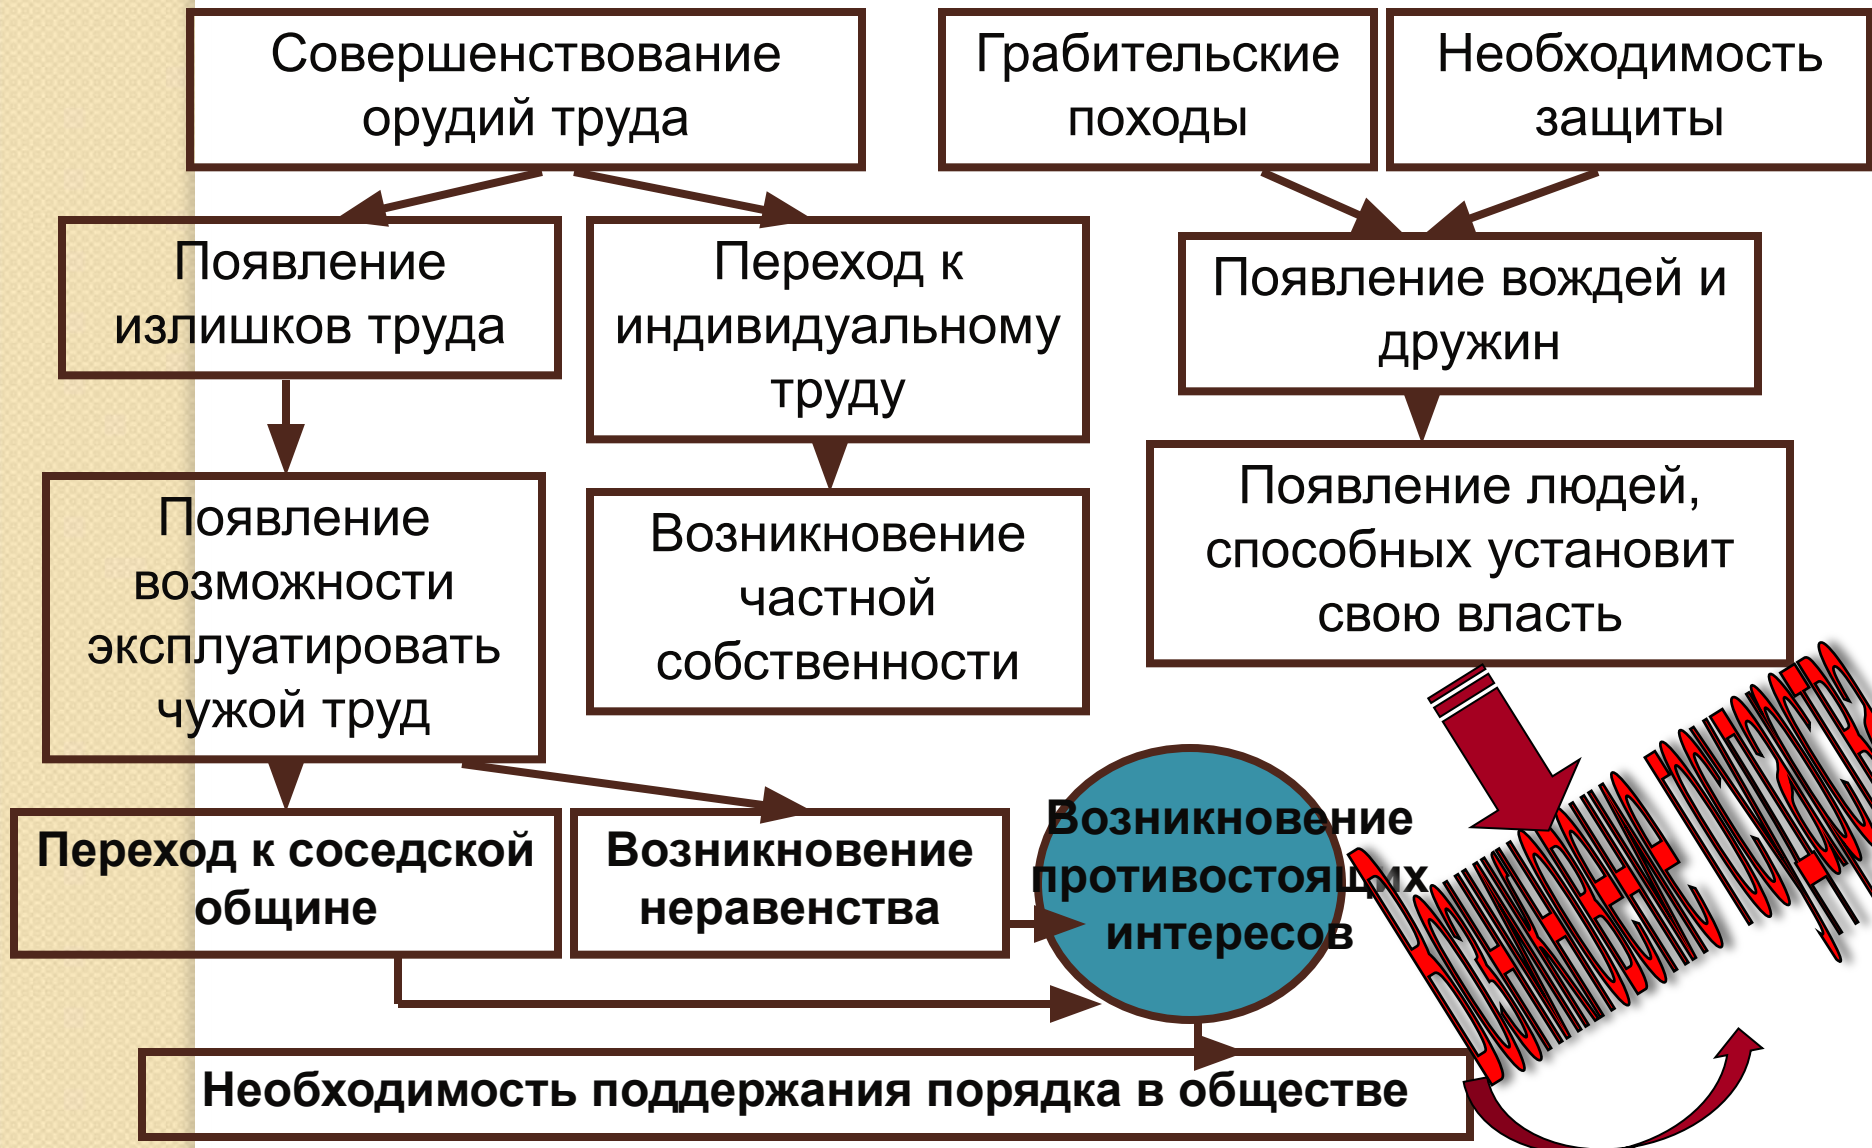 Совершенствование
орудий труда
Грабительские
походы
Необходимость
защиты
Появление
излишков труда
Переход к
индивидуальному
труду
Появление вождей и
дружин
Появление
возможности
эксплуатировать
чужой труд
Возникновение
частной
собственности
Появление людей,
способных установит
свою власть
Переход к соседской
общине
Возникновение
неравенства
Возникновение
противостоящих
интересов
Возникновение
Необходимость поддержания порядка в обществе